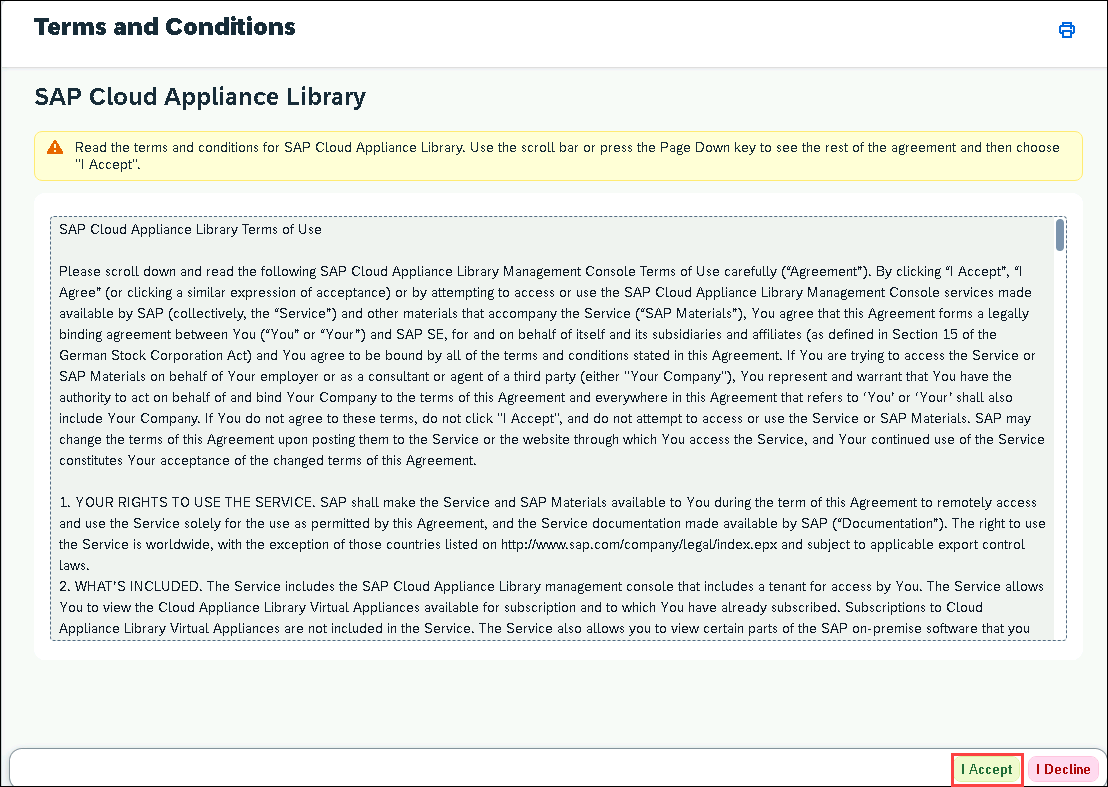 Terms and Conditions
SAP Cloud Appliance Library
Read the terms and conditions for SAP Cloud Appliance Library. Use the scroll bar or press the Page Down key to see the rest of the agreement and then choose
"I Accept".
SAP Cloud Appliance Library Terms of Use
Please scroll down and read the following SAP Cloud Appliance Library Management Console Terms of Use carefully (“Agreement”). By clicking “I Accept”, “I
Agree” (or clicking a similar expression of acceptance) or by attempting to access or use the SAP Cloud Appliance Library Management Console services made
available by SAP (collectively, the “Service”) and other materials that accompany the Service (“SAP Materials”), You agree that this Agreement forms a legally
binding agreement between You (“You” or “Your”) and SAP SE, for and on behalf of itself and its subsidiaries and affiliates (as defined in Section 15 of the
German Stock Corporation Act) and You agree to be bound by all of the terms and conditions stated in this Agreement. If You are trying to access the Service or
SAP Materials on behalf of Your employer or as a consultant or agent of a third party (either "Your Company"), You represent and warrant that You have the
authority to act on behalf of and bind Your Company to the terms of this Agreement and everywhere in this Agreement that refers to ‘You’ or ‘Your’ shall also
include Your Company. If You do not agree to these terms, do not click "I Accept", and do not attempt to access or use the Service or SAP Materials. SAP may
change the terms of this Agreement upon posting them to the Service or the website through which You access the Service, and Your continued use of the Service
constitutes Your acceptance of the changed terms of this Agreement.
1. YOUR RIGHTS TO USE THE SERVICE. SAP shall make the Service and SAP Materials available to You during the term of this Agreement to remotely access
and use the Service solely for the use as permitted by this Agreement, and the Service documentation made available by SAP (“Documentation”). The right to use
the Service is worldwide, with the exception of those countries listed on http://www.sap.com/company/legal/index.epx and subject to applicable export control
laws.
2. WHAT’S INCLUDED. The Service includes the SAP Cloud Appliance Library management console that includes a tenant for access by You. The Service allows
You to view the Cloud Appliance Library Virtual Appliances available for subscription and to which You have already subscribed. Subscriptions to Cloud
Appliance Library Virtual Appliances are not included in the Service. The Service also allows you to view certain parts of the SAP on-premise software that you
I Accept
I Decline